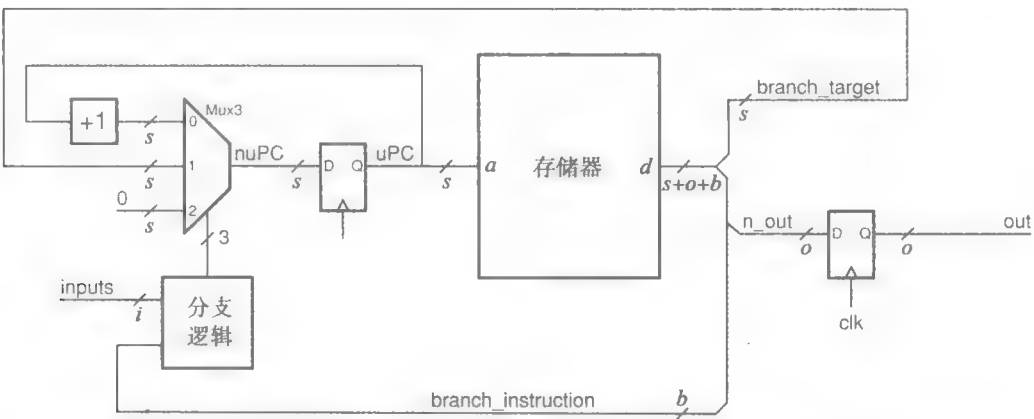 branch_target
s
Mux3
+1
s
0
nuPC
D
Q
uPC
s
1
s
s
a
存储器
d
s+o+b
0
s
2
3
n_out
o
D
Q
o
out
inputs
i
分支
逻辑
clk
branch_instruction
b